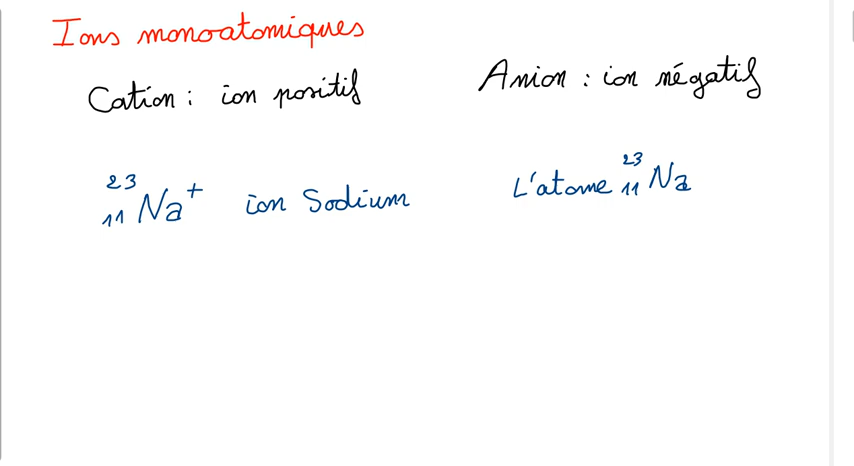 Ions monoatomiques
Cation : ion positif
Anion : ion négatif
²³₁₁Na⁺ ion Sodium
L'atome ²³₁₁Na